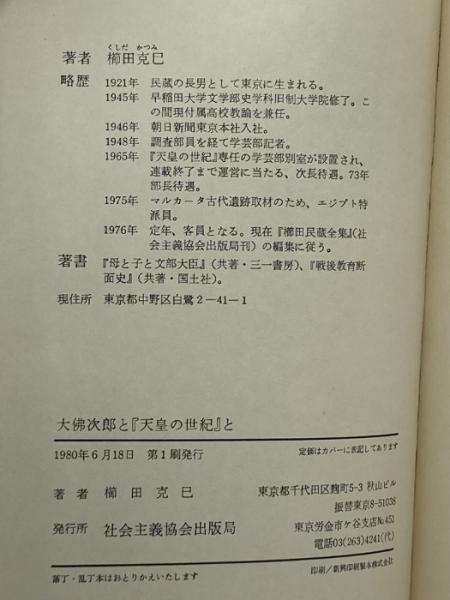 くしだ かつみ
著者 櫛田克巳
略歴 1921年 民蔵の長男として東京に生まれる。
1945年 早稲田大学文学部史学科旧制大学院修了。こ
の間現付属高校教諭を兼任。
1946年 朝日新聞東京本社入社。
1948年 調査部員を経て学芸部記者。
1965年 『天皇の世紀』専任の学芸部別室が設置され、
連載終了まで運営に当たる、次長待遇。73年
部長待遇。
1975年 マルカータ古代遺跡取材のため、エジプト特
派員。
1976年 定年、客員となる。現在『櫛田民蔵全集』(社
会主義協会出版局刊)の編集に従う。
著書 『母と子と文部大臣』(共著・三一書房)、『戦後教育断
面史』(共著・国土社)。
現住所 東京都中野区白鷺2－41－1
大佛次郎と『天皇の世紀』と
1980年6月18日 第1刷発行
定価はカバーに表記してあります
著者 櫛田克巳
発行所 社会主義協会出版局
東京都千代田区麹町5-3 秋山ビル
振替東京8-51038
東京労金市ケ谷支店№451
電話03(263)4241(代)
落丁・乱丁本はおとりかえいたします
印刷／新興印刷製本株式会社